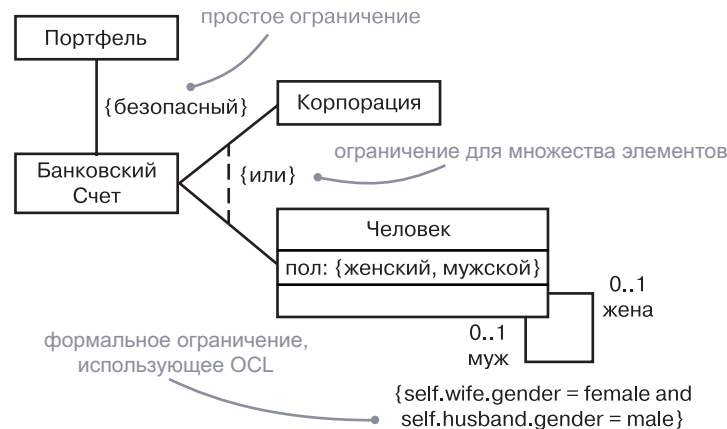 простое ограничение
Портфель
{безопасный}
Корпорация
ограничение для множества элементов
Банковский
Счет
{или}
Человек
пол: {женский, мужской}
0..1
жена
0..1
муж
формальное ограничение,
использующее OCL
{self.wife.gender = female and
self.husband.gender = male}